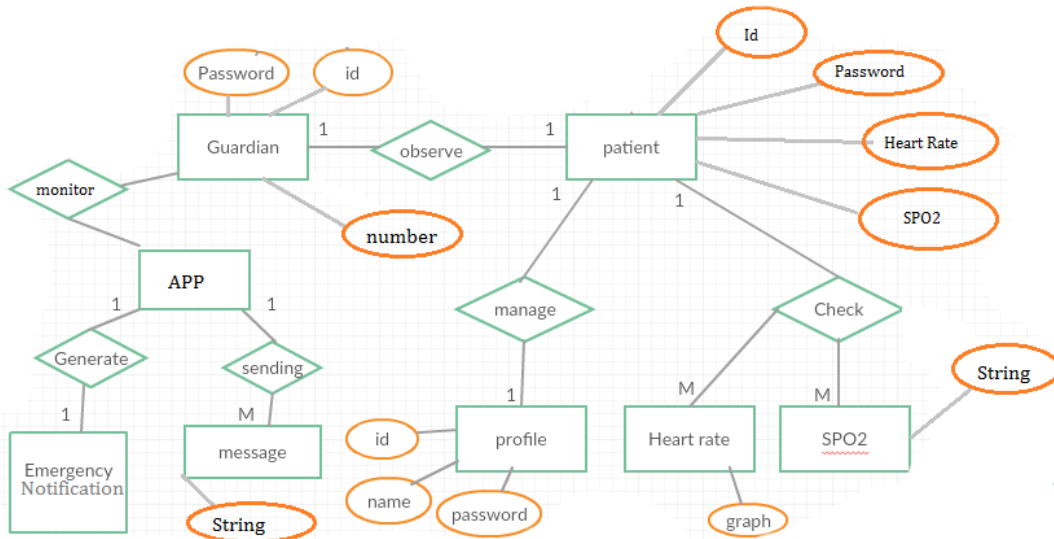 Id
Password
id
Password
Guardian
1
observe
1
patient
Heart Rate
monitor
number
1
1
SPO2
APP
1
1
manage
Check
Generate
sending
String
1
M
1
M
M
Emergency
Notification
message
id
profile
Heart rate
SPO2
name
password
graph
String